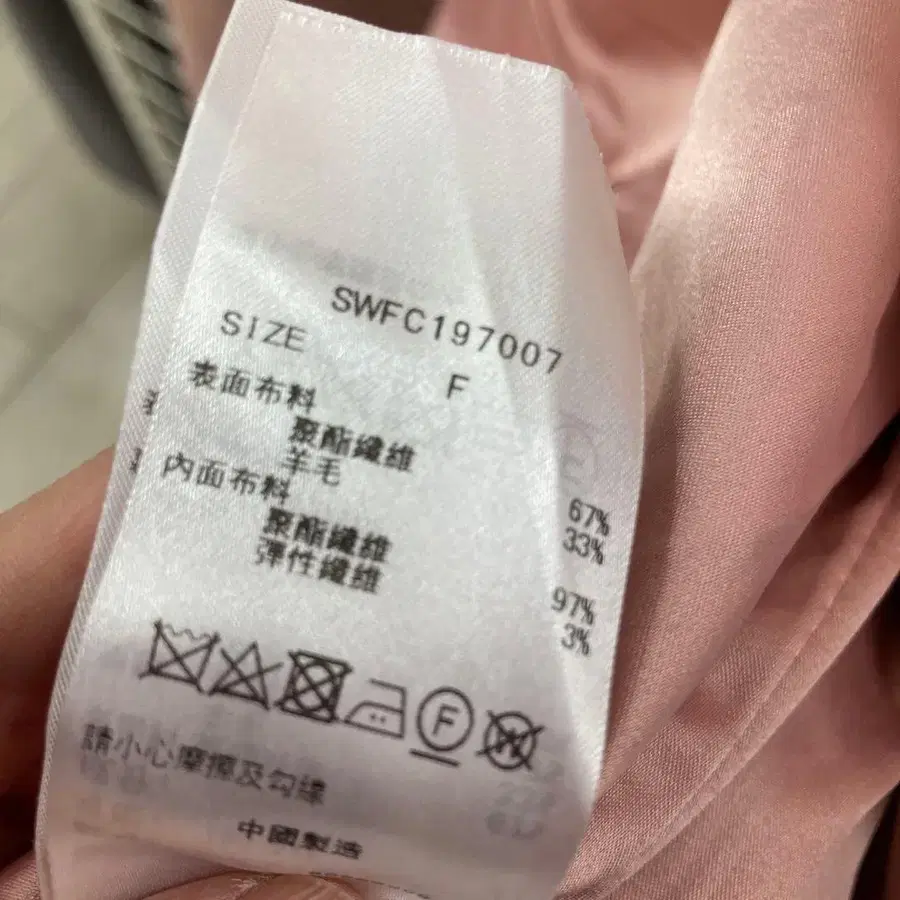 SWFC197007
SIZE F
表面布料
聚酯纖維 67%
羊毛 33%
內面布料
聚酯纖維 97%
彈性纖維 3%
F
W
請小心摩擦及勾線
中國製造